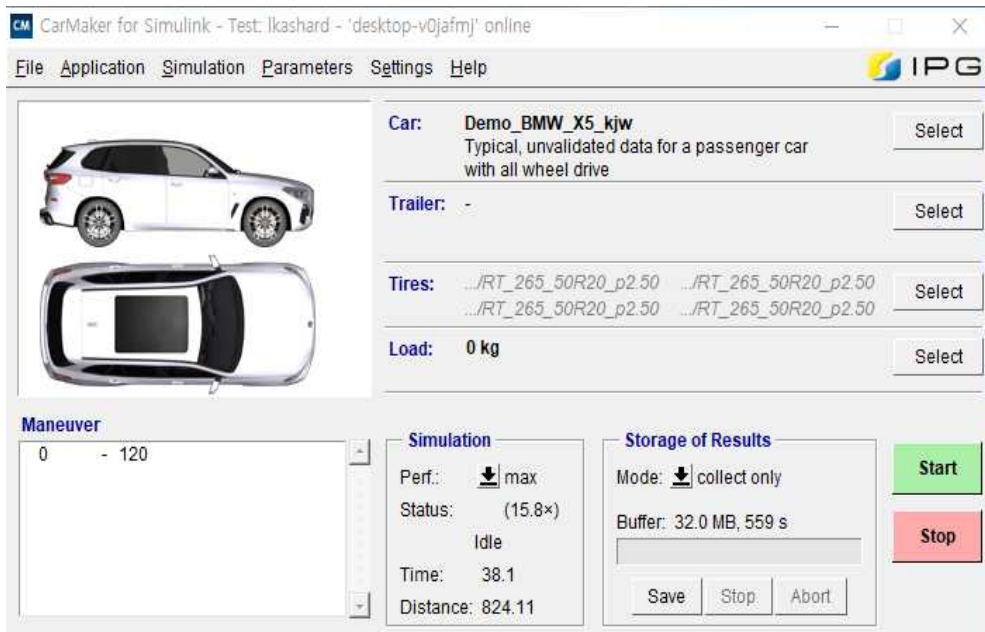 CM CarMaker for Simulink - Test: lkashard - 'desktop-v0jafmj' online
File Application Simulation Parameters Settings Help
IPG
Car: Demo_BMW_X5_kjw
Typical, unvalidated data for a passenger car
with all wheel drive
Select
Trailer: -
Select
Tires: .../RT_265_50R20_p2.50 .../RT_265_50R20_p2.50
.../RT_265_50R20_p2.50 .../RT_265_50R20_p2.50
Select
Load: 0 kg
Select
Maneuver
0 - 120
Simulation
Perf.: max
Status: (15.8×)
Idle
Time: 38.1
Distance: 824.11
Storage of Results
Mode: collect only
Buffer: 32.0 MB, 559 s
Save Stop Abort
Start
Stop